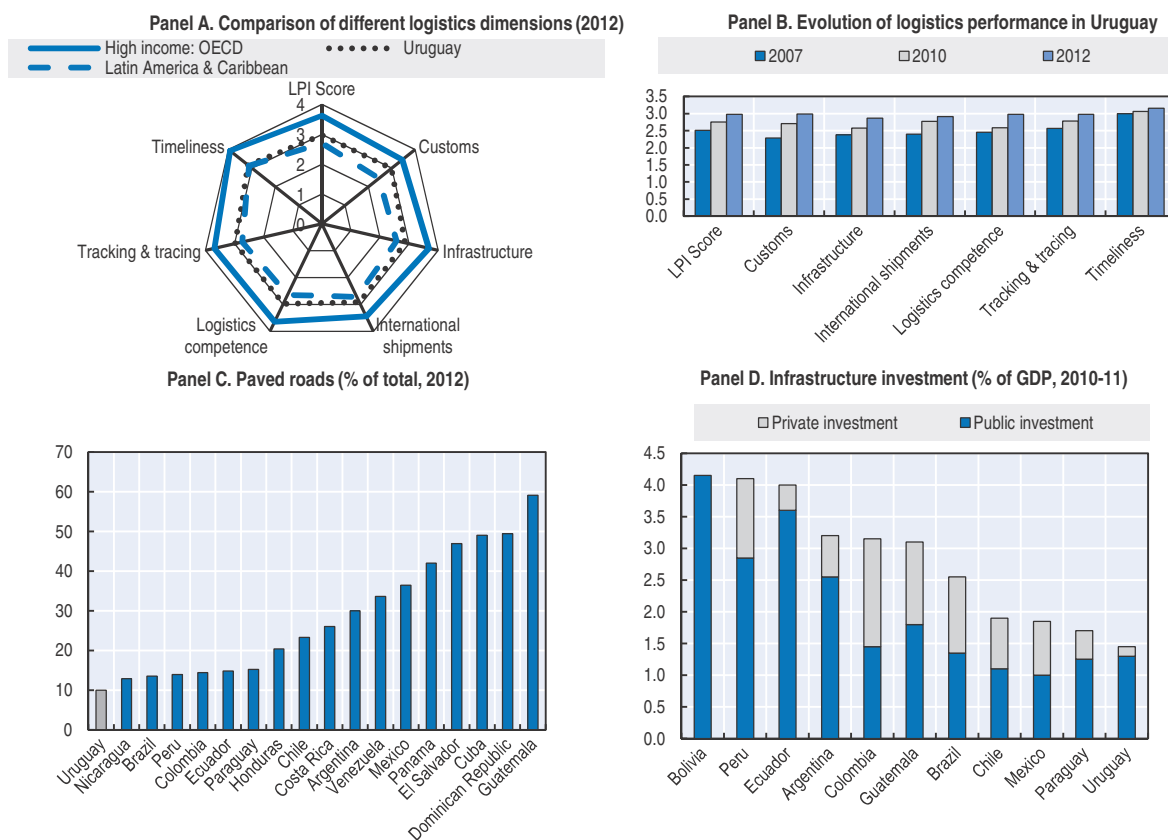 Panel A. Comparison of different logistics dimensions (2012)
High income: OECD
Uruguay
Latin America & Caribbean
LPI Score
4
3
2
1
0
Customs
Infrastructure
International
shipments
Logistics
competence
Tracking & tracing
Timeliness
Panel B. Evolution of logistics performance in Uruguay
2007
2010
2012
3.5
3.0
2.5
2.0
1.5
1.0
0.5
0.0
LPI Score
Customs
Infrastructure
International shipments
Logistics competence
Tracking & tracing
Timeliness
Panel C. Paved roads (% of total, 2012)
70
60
50
40
30
20
10
0
Uruguay
Nicaragua
Brazil
Peru
Colombia
Ecuador
Paraguay
Honduras
Chile
Costa Rica
Argentina
Venezuela
Mexico
Panama
El Salvador
Cuba
Dominican Republic
Guatemala
Panel D. Infrastructure investment (% of GDP, 2010-11)
Private investment
Public investment
4.5
4.0
3.5
3.0
2.5
2.0
1.5
1.0
0.5
0.0
Bolivia
Peru
Ecuador
Argentina
Colombia
Guatemala
Brazil
Chile
Mexico
Paraguay
Uruguay